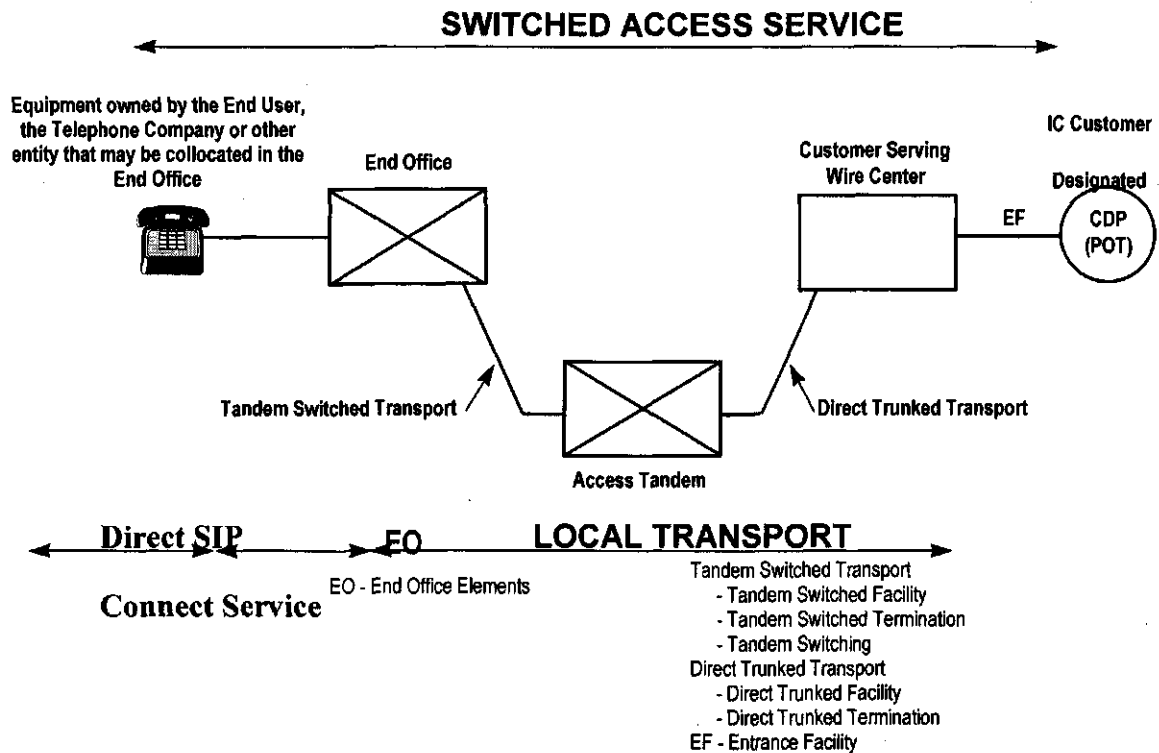 SWITCHED ACCESS SERVICE
Equipment owned by the End User,
the Telephone Company or other
entity that may be collocated in the
End Office
End Office
Customer Serving
Wire Center
IC Customer
Designated
EF
CDP
(POT)
Tandem Switched Transport
Direct Trunked Transport
Access Tandem
Direct SIP
EO
LOCAL TRANSPORT
Connect Service
EO - End Office Elements
Tandem Switched Transport
- Tandem Switched Facility
- Tandem Switched Termination
- Tandem Switching
Direct Trunked Transport
- Direct Trunked Facility
- Direct Trunked Termination
EF - Entrance Facility